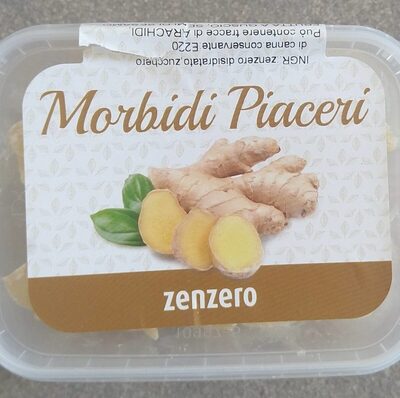 INGR: zenzero disidratato zucchero
di canna conservante E220
Può contenere tracce di ARACHIDI
Morbidi Piaceri
zenzero